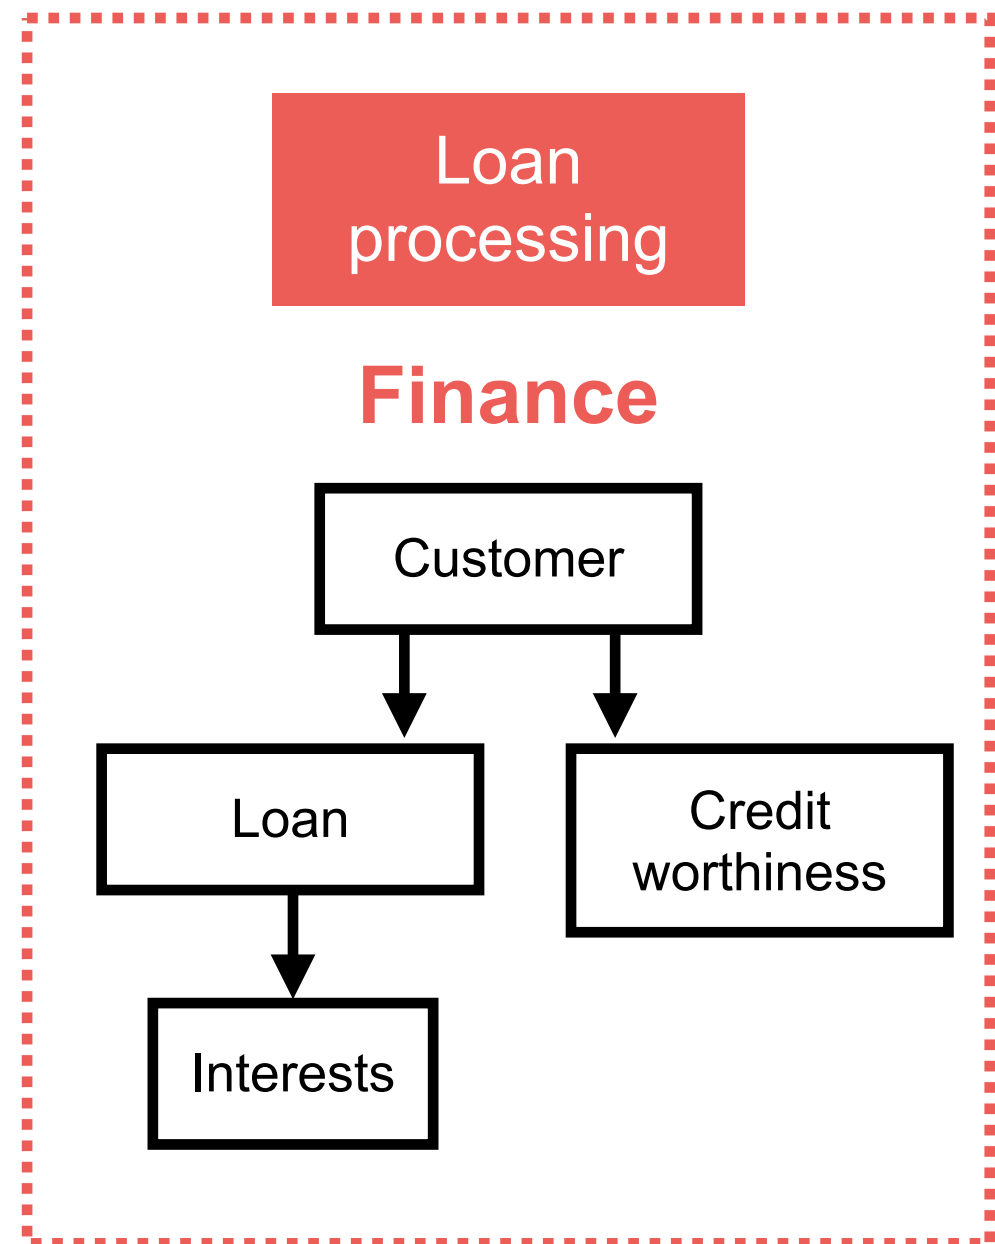 Loan
processing
Finance
Customer
Loan
Credit
worthiness
Interests